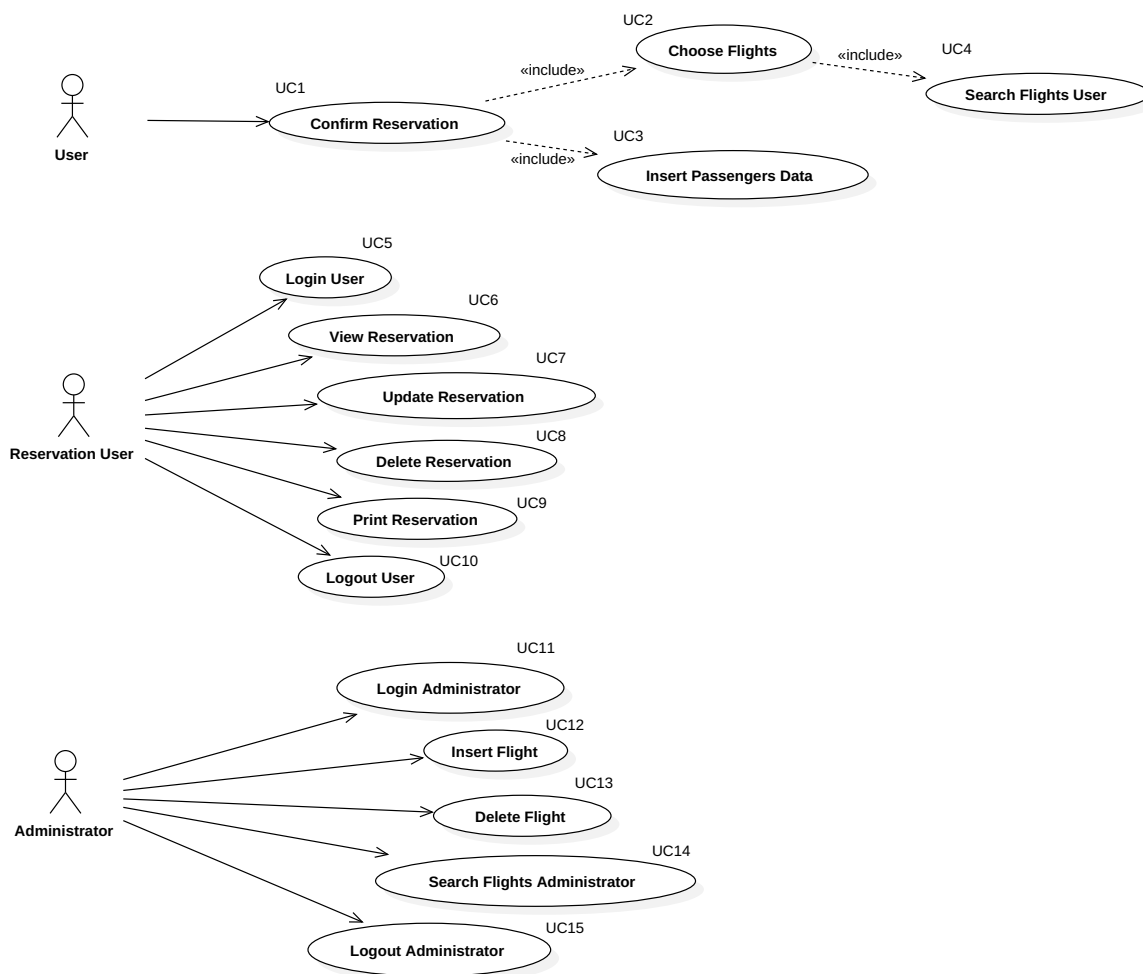 UC2
Choose Flights
«include»
«include»
UC4
Search Flights User
UC1
Confirm Reservation
User
«include»
UC3
Insert Passengers Data
UC5
Login User
UC6
View Reservation
UC7
Update Reservation
Reservation User
UC8
Delete Reservation
UC9
Print Reservation
UC10
Logout User
UC11
Login Administrator
UC12
Insert Flight
UC13
Delete Flight
Administrator
UC14
Search Flights Administrator
UC15
Logout Administrator